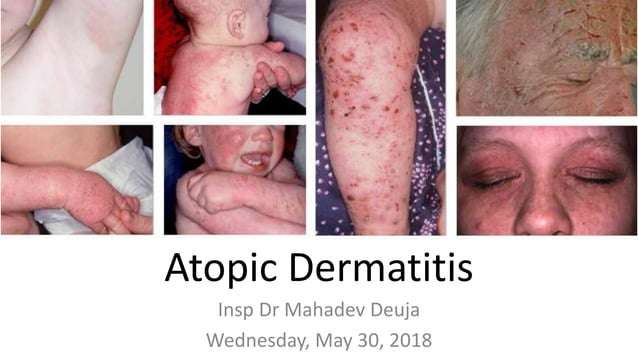 Atopic Dermatitis
Insp Dr Mahadev Deuja
Wednesday, May 30, 2018